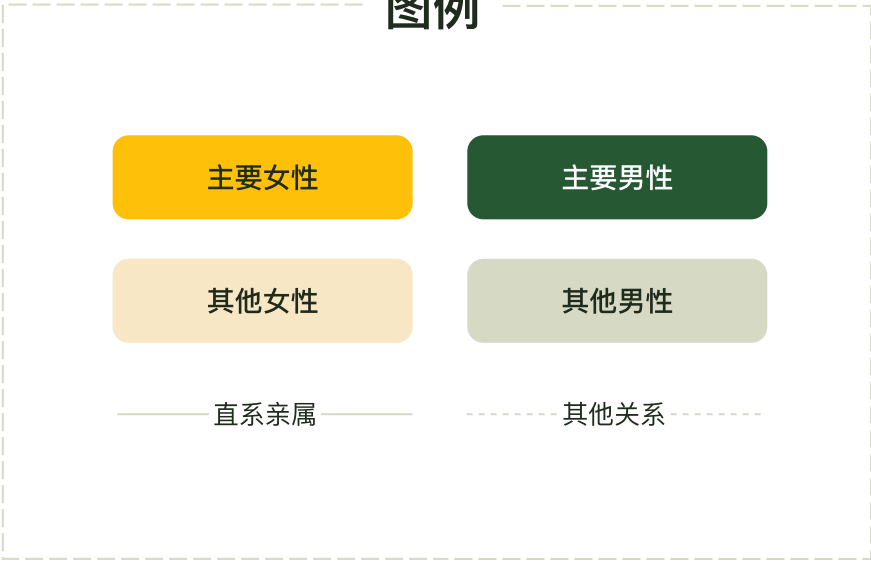 图例
主要女性
主要男性
其他女性
其他男性
直系亲属
其他关系